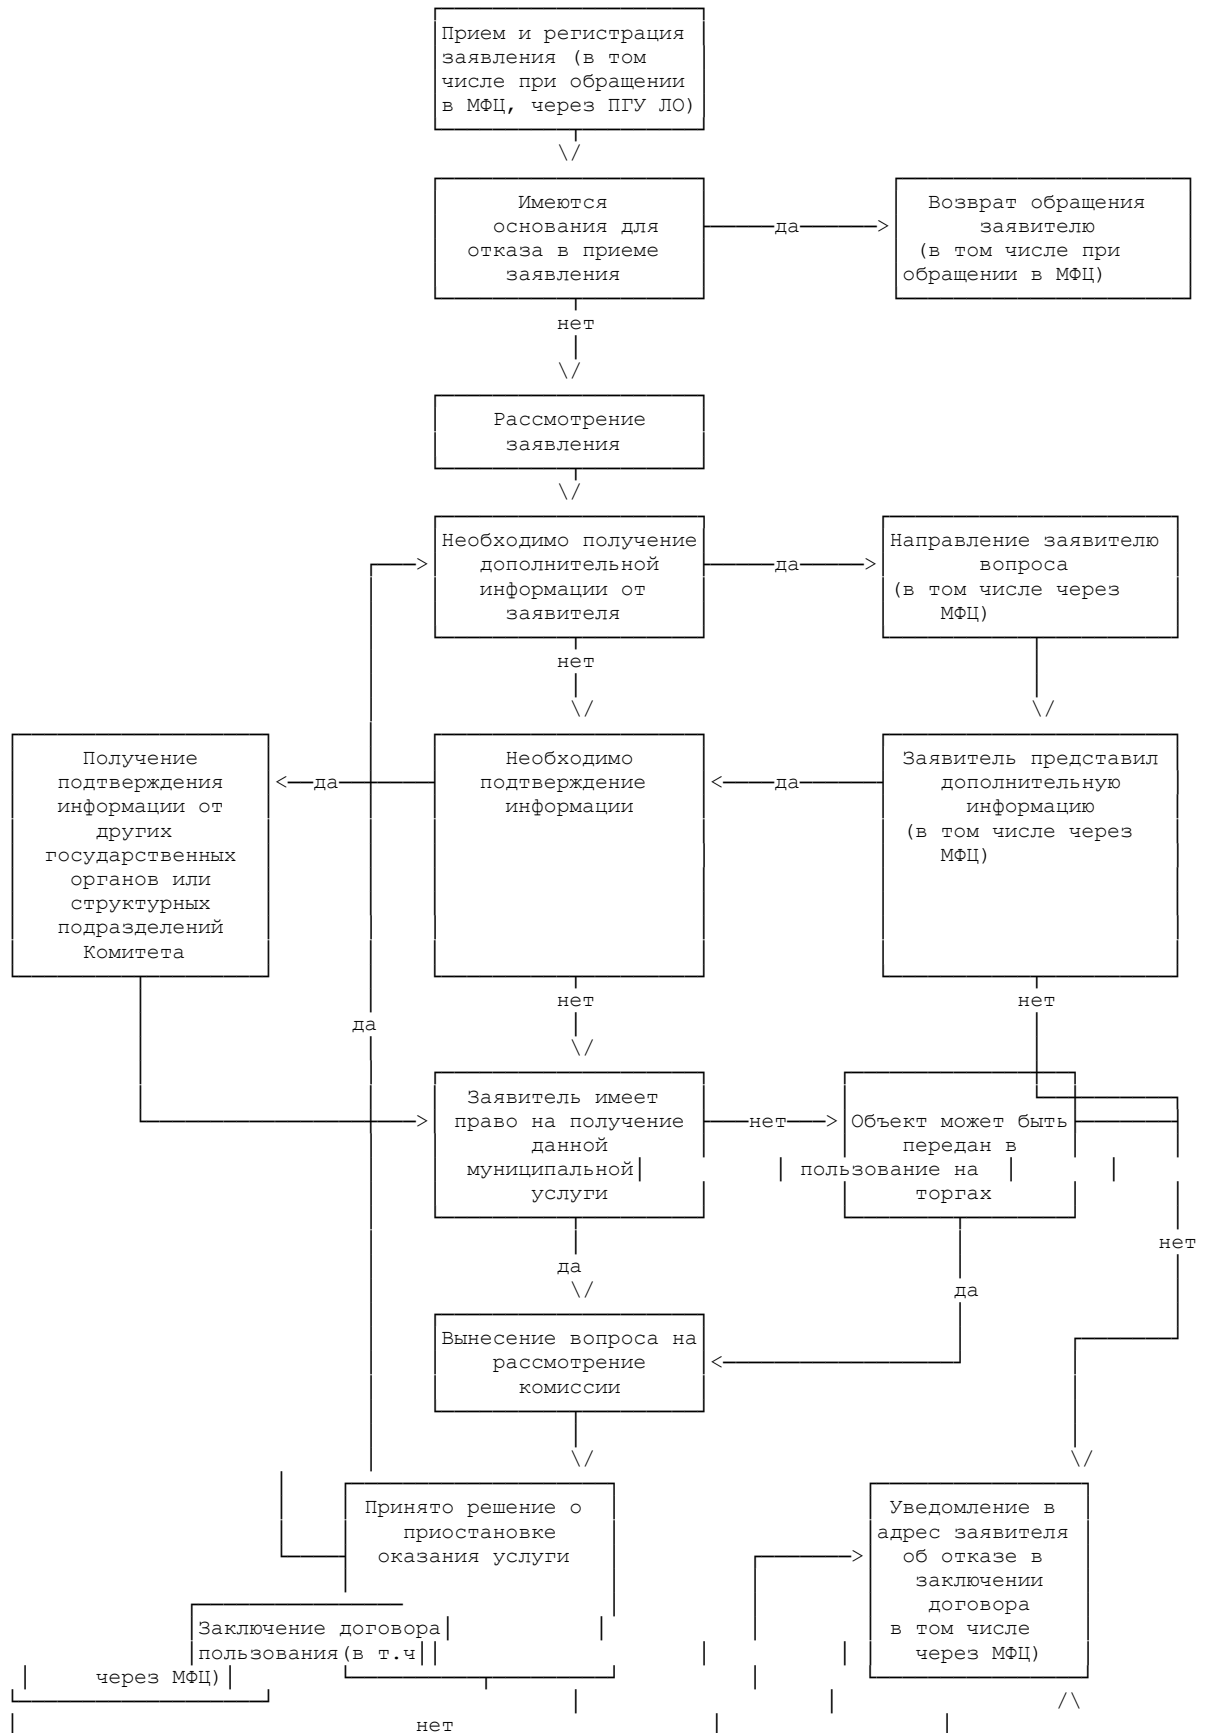 Прием и регистрация
заявления (в том
числе при обращении
в МФЦ, через ПГУ ЛО)
Имеются
основания для
отказа в приеме
заявления
да
Возврат обращения
заявителю
(в том числе при
обращении в МФЦ)
нет
Рассмотрение
заявления
Необходимо получение
дополнительной
информации от
заявителя
да
Направление заявителю
вопроса
(в том числе через
МФЦ)
нет
Получение
подтверждения
информации от
других
государственных
органов или
структурных
подразделений
Комитета
да
Необходимо
подтверждение
информации
да
Заявитель представил
дополнительную
информацию
(в том числе через
МФЦ)
нет
нет
да
Заявитель имеет
право на получение
данной
муниципальной
услуги
нет
Объект может быть
передан в
пользование на
торгах
нет
да
да
Вынесение вопроса на
рассмотрение
комиссии
Принято решение о
приостановке
оказания услуги
Уведомление в
адрес заявителя
об отказе в
заключении
договора
в том числе
через МФЦ)
Заключение договора
пользования(в т.ч
через МФЦ)
нет